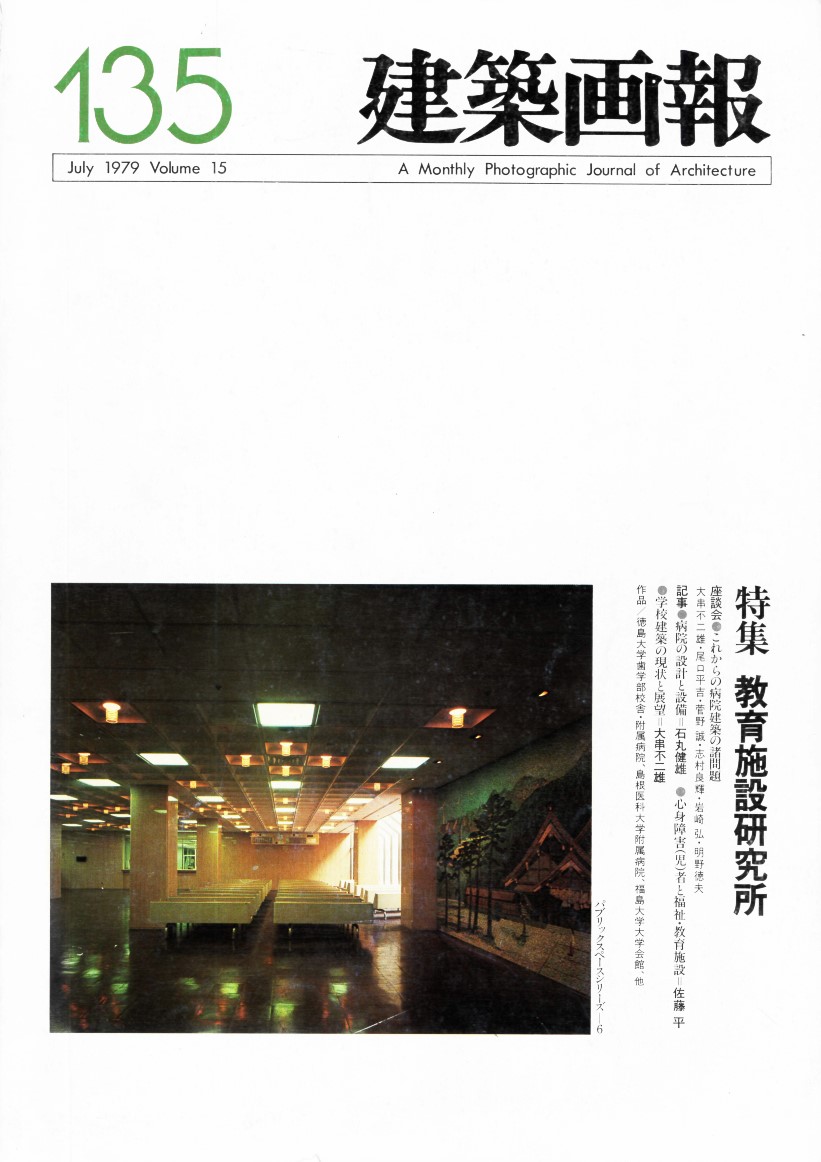 135
建築画報
July 1979 Volume 15
A Monthly Photographic Journal of Architecture
特集 教育施設研究所
座談会●これからの病院建築の諸問題
大串不二雄・尾口平吉・菅野 誠・志村良輝・岩崎 弘・明野徳夫
記事●病院の設計と設備=石丸健雄 ●心身障害(児)者と福祉・教育施設=佐藤 平
●学校建築の現状と展望=大串不二雄
作品/徳島大学歯学部校舎・附属病院、島根医科大学附属病院、福島大学大学会館、他
パブリックスペースシリーズ—6